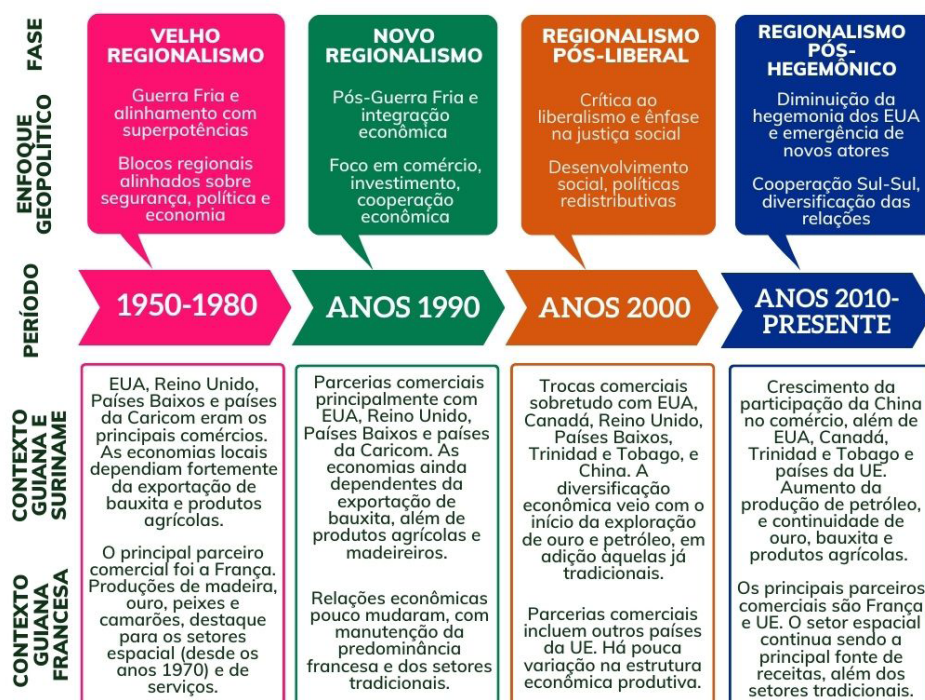 FASE
VELHO
REGIONALISMO
NOVO
REGIONALISMO
REGIONALISMO
PÓS-LIBERAL
REGIONALISMO
PÓS-
HEGEMÔNICO
ENFOQUE
GEOPOLÍTICO
Guerra Fria e
alinhamento com
superpotências
Blocos regionais
alinhados sobre
segurança, política e
economia
Pós-Guerra Fria e
integração
econômica
Foco em comércio,
investimento,
cooperação
econômica
Crítica ao
liberalismo e ênfase
na justiça social
Desenvolvimento
social, políticas
redistributivas
Diminuição da
hegemonia dos EUA
e emergência de
novos atores
Cooperação Sul-Sul,
diversificação das
relações
PERÍODO
1950-1980
ANOS 1990
ANOS 2000
ANOS 2010-
PRESENTE
CONTEXTO
GUIANA E
SURINAME
EUA, Reino Unido,
Países Baixos e países
da Caricom eram os
principais comércios.
As economias locais
dependiam fortemente
da exportação de
bauxita e produtos
agrícolas.
Parcerias comerciais
principalmente com
EUA, Reino Unido,
Países Baixos e países
da Caricom. As
economias ainda
dependentes da
exportação de
bauxita, além de
produtos agrícolas e
madeireiros.
Trocas comerciais
sobretudo com EUA,
Canadá, Reino Unido,
Países Baixos,
Trinidad e Tobago, e
China. A
diversificação
econômica veio com o
início da exploração
de ouro e petróleo, em
adição àquelas já
tradicionais.
Crescimento da
participação da China
no comércio, além de
EUA, Canadá,
Trinidad e Tobago e
países da UE.
Aumento da
produção de petróleo,
e continuidade de
ouro, bauxita e
produtos agrícolas.
CONTEXTO
GUIANA
FRANCESA
O principal parceiro
comercial foi a França.
Produções de madeira,
ouro, peixes e
camarões, destaque
para os setores
espacial (desde os
anos 1970) e de
serviços.
Relações econômicas
pouco mudaram, com
manutenção da
predominância
francesa e dos setores
tradicionais.
Parcerias comerciais
incluem outros países
da UE. Há pouca
variação na estrutura
econômica produtiva.
Os principais parceiros
comerciais são França
e UE. O setor espacial
continua sendo a
principal fonte de
receitas, além dos
setores tradicionais.